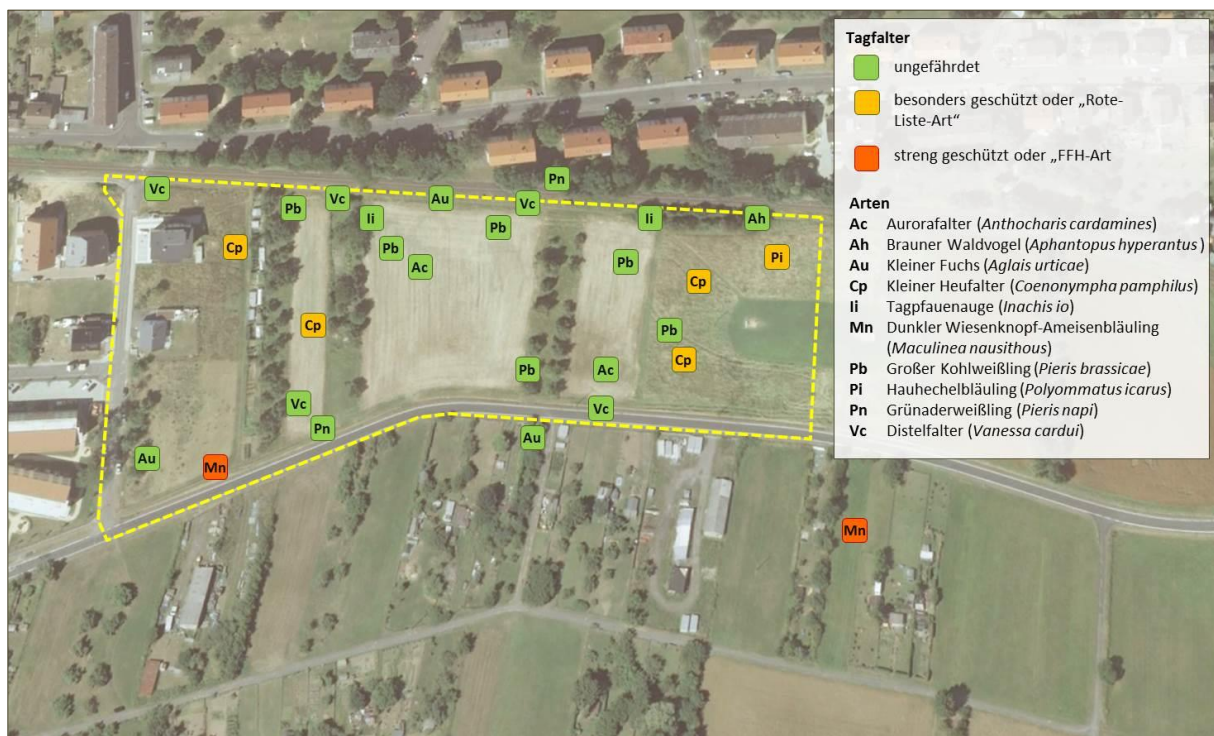 Tagfalter
ungefährdet
besonders geschützt oder „Rote-
Liste-Art“
streng geschützt oder „FFH-Art
Arten
Ac Aurorafalter (Anthocharis cardamines)
Ah Brauner Waldvogel (Aphantopus hyperantus)
Au Kleiner Fuchs (Aglais urticae)
Cp Kleiner Heufalter (Coenonympha pamphilus)
Ii Tagpfauenauge (Inachis io)
Mn Dunkler Wiesenknopf-Ameisenbläuling
(Maculinea nausithous)
Pb Großer Kohlweißling (Pieris brassicae)
Pi Hauhechelbläuling (Polyommatus icarus)
Pn Grünaderweißling (Pieris napi)
Vc Distelfalter (Vanessa cardui)
Pn
Vc
Vc
Au
Vc
Pb
Ii
Ii
Ah
Pb
Cp
Pb
Pi
Ac
Pb
Cp
Cp
Pb
Cp
Pb
Ac
Vc
Vc
Pn
Au
Au
Mn
Mn